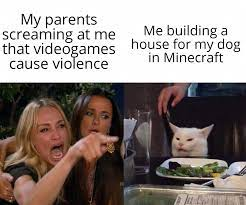 My parents
screaming at me
that videogames
cause violence
Me building a
house for my dog
in Minecraft